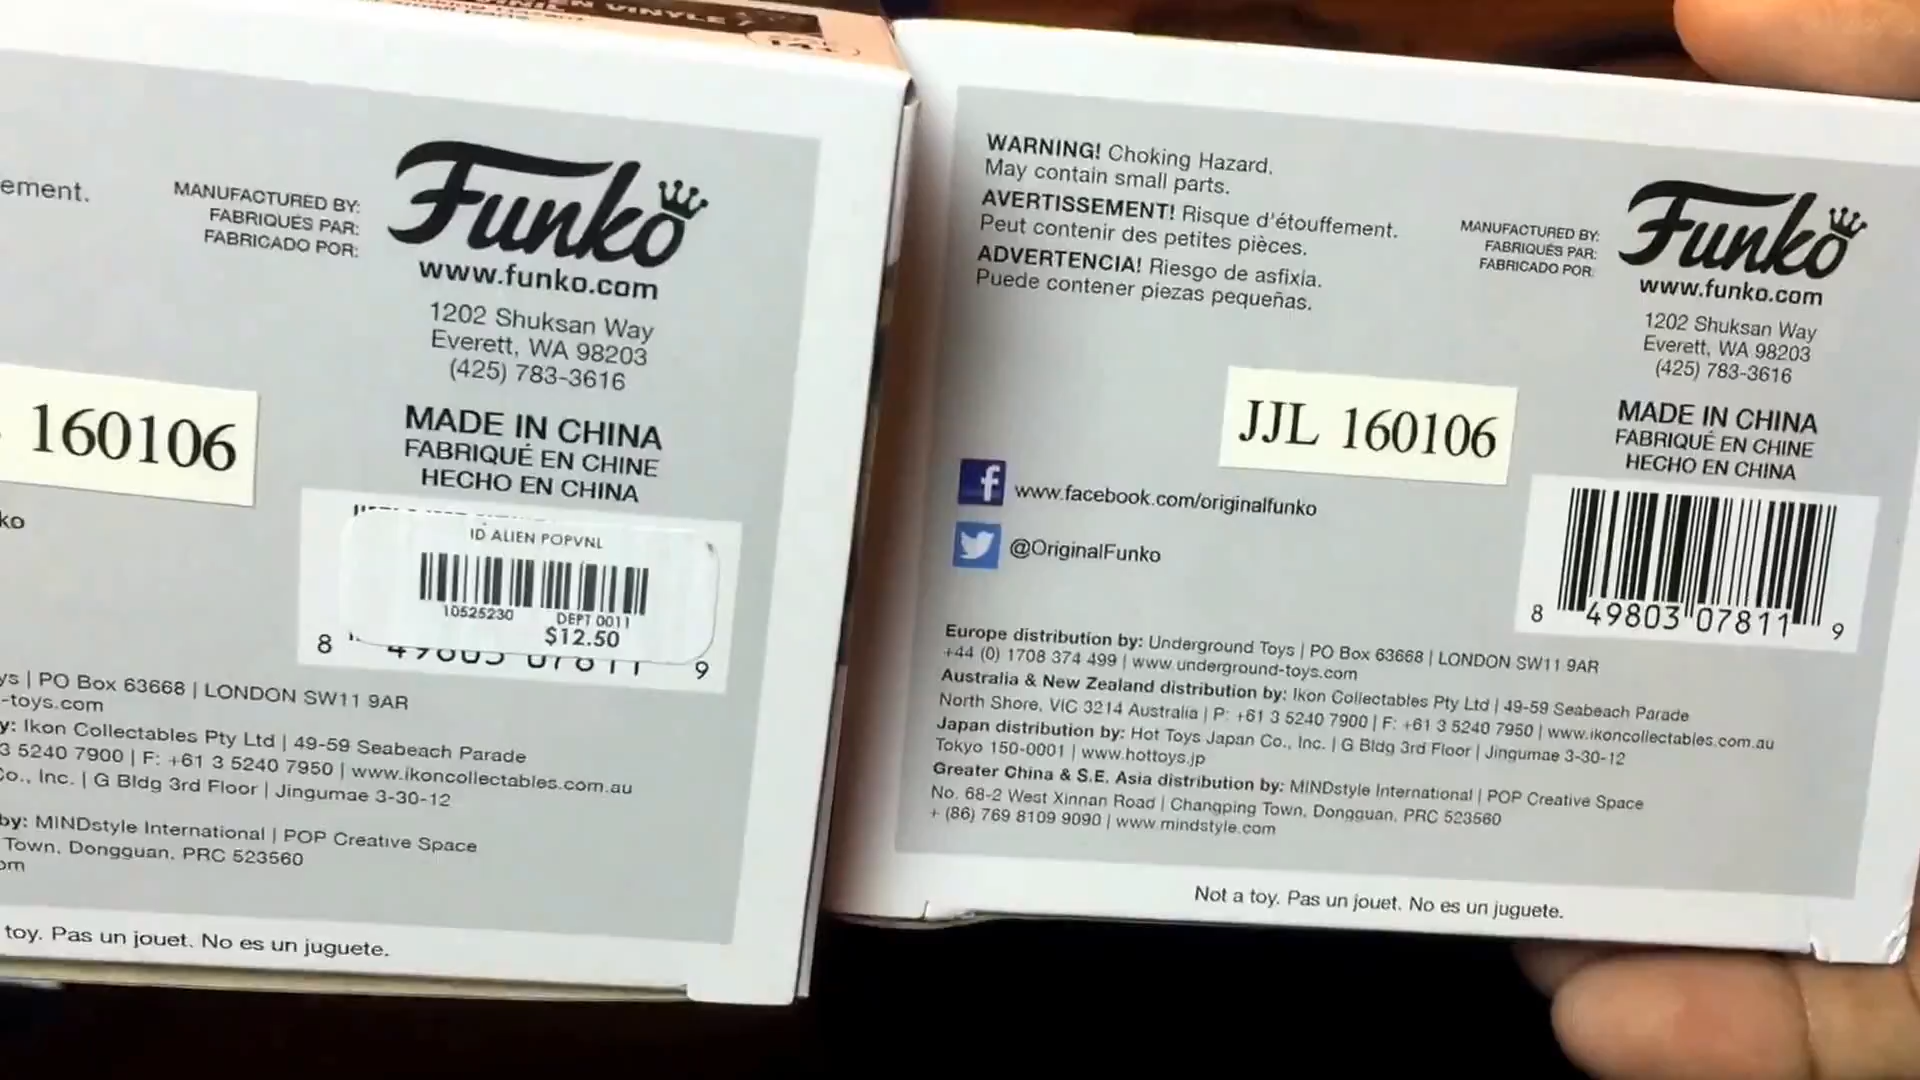 EN VINYLE /
ement.
MANUFACTURED BY:
FABRIQUÉS PAR:
FABRICADO POR:
Funko
www.funko.com
1202 Shuksan Way
Everett, WA 98203
(425) 783-3616
160106
MADE IN CHINA
FABRIQUÉ EN CHINE
HECHO EN CHINA
ko
ID ALIEN POPVNL
10525230 DEPT 0011
$12.50
8 49803 07811 9
ys | PO Box 63668 | LONDON SW11 9AR
-toys.com
y: Ikon Collectables Pty Ltd | 49-59 Seabeach Parade
3 5240 7900 | F: +61 3 5240 7950 | www.ikoncollectables.com.au
Co., Inc. | G Bldg 3rd Floor | Jingumae 3-30-12
by: MINDstyle International | POP Creative Space
Town, Dongguan, PRC 523560
om
toy. Pas un jouet. No es un juguete.
WARNING! Choking Hazard.
May contain small parts.
AVERTISSEMENT! Risque d'étouffement.
Peut contenir des petites pièces.
ADVERTENCIA! Riesgo de asfixia.
Puede contener piezas pequeñas.
MANUFACTURED BY:
FABRIQUÉS PAR:
FABRICADO POR:
Funko
www.funko.com
1202 Shuksan Way
Everett, WA 98203
(425) 783-3616
JJL 160106
MADE IN CHINA
FABRIQUÉ EN CHINE
HECHO EN CHINA
f www.facebook.com/originalfunko
@OriginalFunko
8 49803 07811 9
Europe distribution by: Underground Toys | PO Box 63668 | LONDON SW11 9AR
+44 (0) 1708 374 499 | www.underground-toys.com
Australia & New Zealand distribution by: Ikon Collectables Pty Ltd | 49-59 Seabeach Parade
North Shore, VIC 3214 Australia | P: +61 3 5240 7900 | F: +61 3 5240 7950 | www.ikoncollectables.com.au
Japan distribution by: Hot Toys Japan Co., Inc. | G Bldg 3rd Floor | Jingumae 3-30-12
Tokyo 150-0001 | www.hottoys.jp
Greater China & S.E. Asia distribution by: MINDstyle International | POP Creative Space
No. 68-2 West Xinnan Road | Changping Town, Dongguan, PRC 523560
+ (86) 769 8109 9090 | www.mindstyle.com
Not a toy. Pas un jouet. No es un juguete.